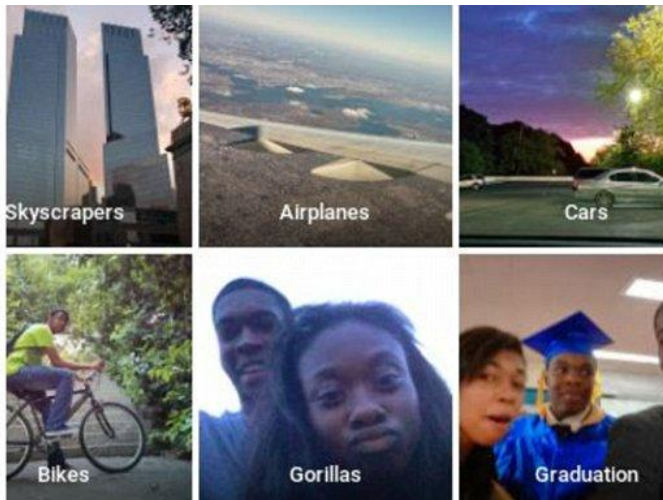 Skyscrapers
Airplanes
Cars
Bikes
Gorillas
Graduation